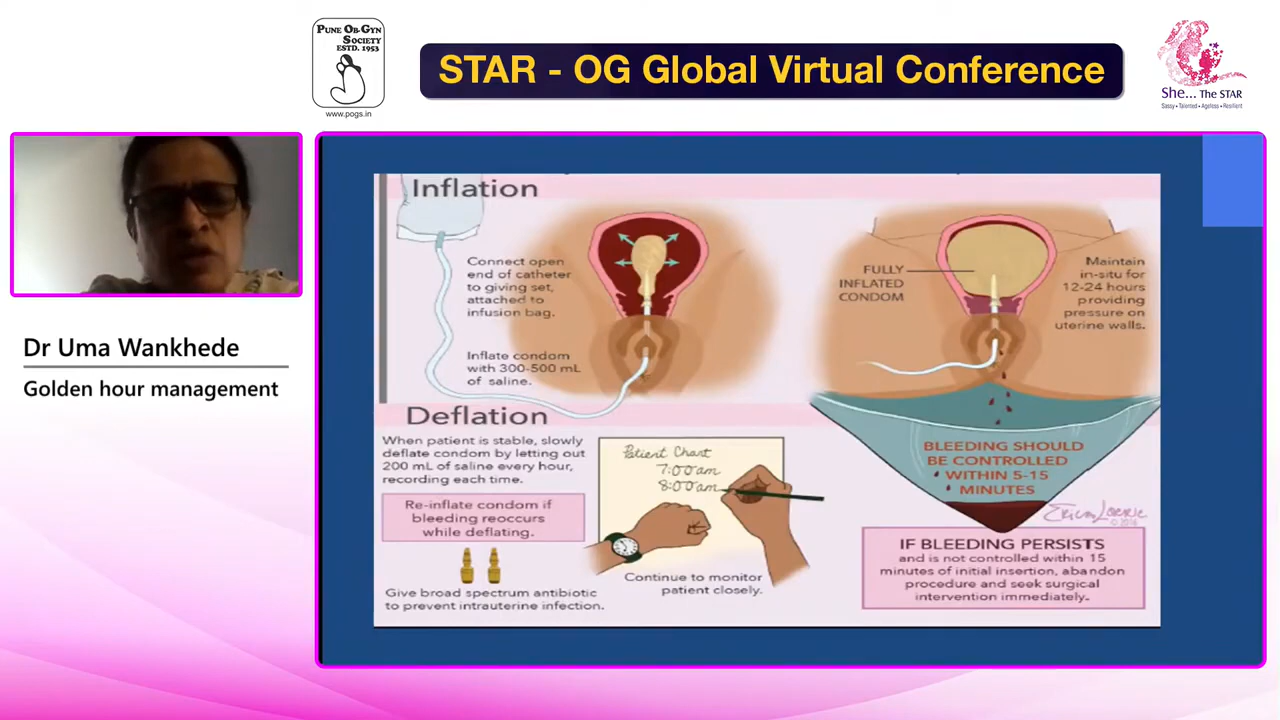 PUNE OB-GYN
SOCIETY
ESTD. 1953
www.pogs.in
STAR - OG Global Virtual Conference
She... The STAR
Sassy • Talented • Ageless • Resilient
Dr Uma Wankhede
Golden hour management
Inflation
Connect open
end of catheter
to giving set,
attached to
infusion bag.
Inflate condom
with 300-500 mL
of saline.
FULLY
INFLATED
CONDOM
Maintain
in-situ for
12-24 hours
providing
pressure on
uterine walls.
Deflation
When patient is stable, slowly
deflate condom by letting out
200 mL of saline every hour,
recording each time.
Re-inflate condom if
bleeding reoccurs
while deflating.
Give broad spectrum antibiotic
to prevent intrauterine infection.
Patient Chart
7:00am
8:00am
Continue to monitor
patient closely.
BLEEDING SHOULD
BE CONTROLLED
WITHIN 5-15
MINUTES
© 2016
IF BLEEDING PERSISTS
and is not controlled within 15
minutes of initial insertion, abandon
procedure and seek surgical
intervention immediately.